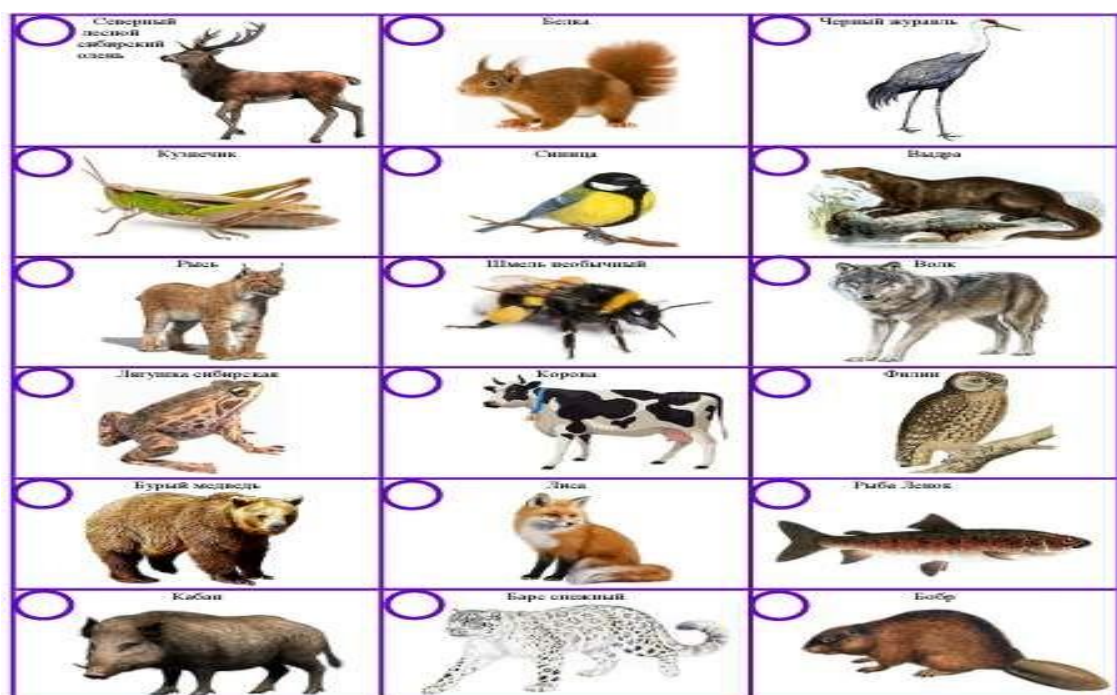 Северный
лесной
сибирский
олень
Белка
Черный журавль
Кузнечик
Синица
Выдра
Рысь
Шмель необычный
Волк
Лягушка сибирская
Корова
Филин
Бурый медведь
Лиса
Рыба Ленок
Кабан
Барс снежный
Бобр